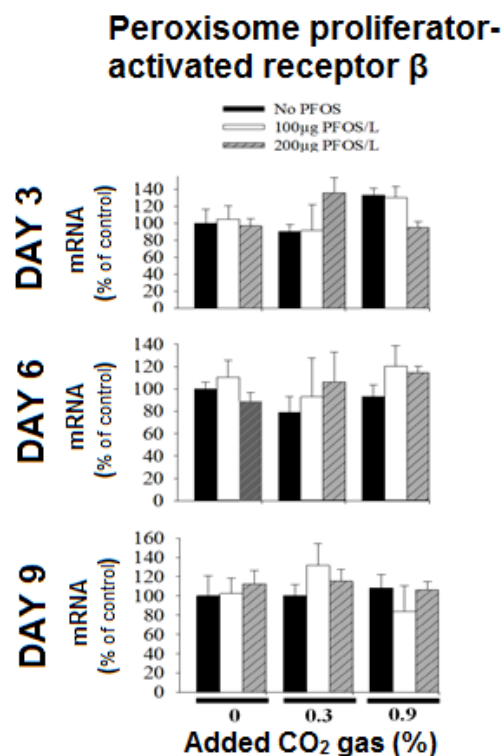 Peroxisome proliferator-
activated receptor β
No PFOS
100µg PFOS/L
200µg PFOS/L
DAY 3
mRNA
(% of control)
140
120
100
80
60
40
20
0
DAY 6
mRNA
(% of control)
140
120
100
80
60
40
20
0
DAY 9
mRNA
(% of control)
160
140
120
100
80
60
40
20
0
0 0.3 0.9
Added CO₂ gas (%)